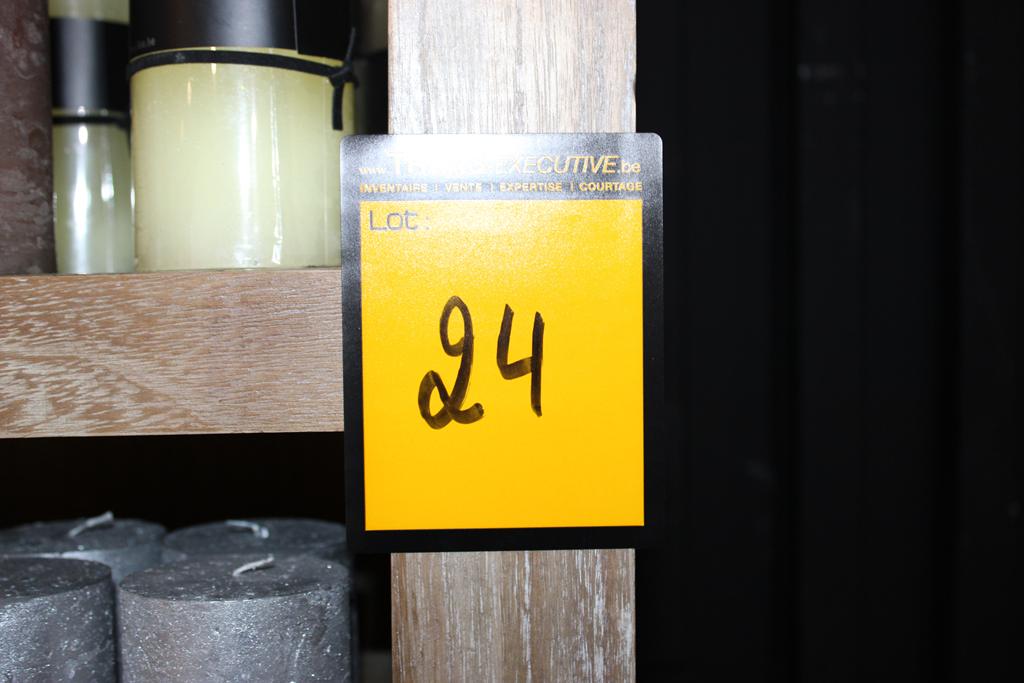 INVENTAIRE | VENTE | EXPERTISE | COURTAGE
Lot:
24